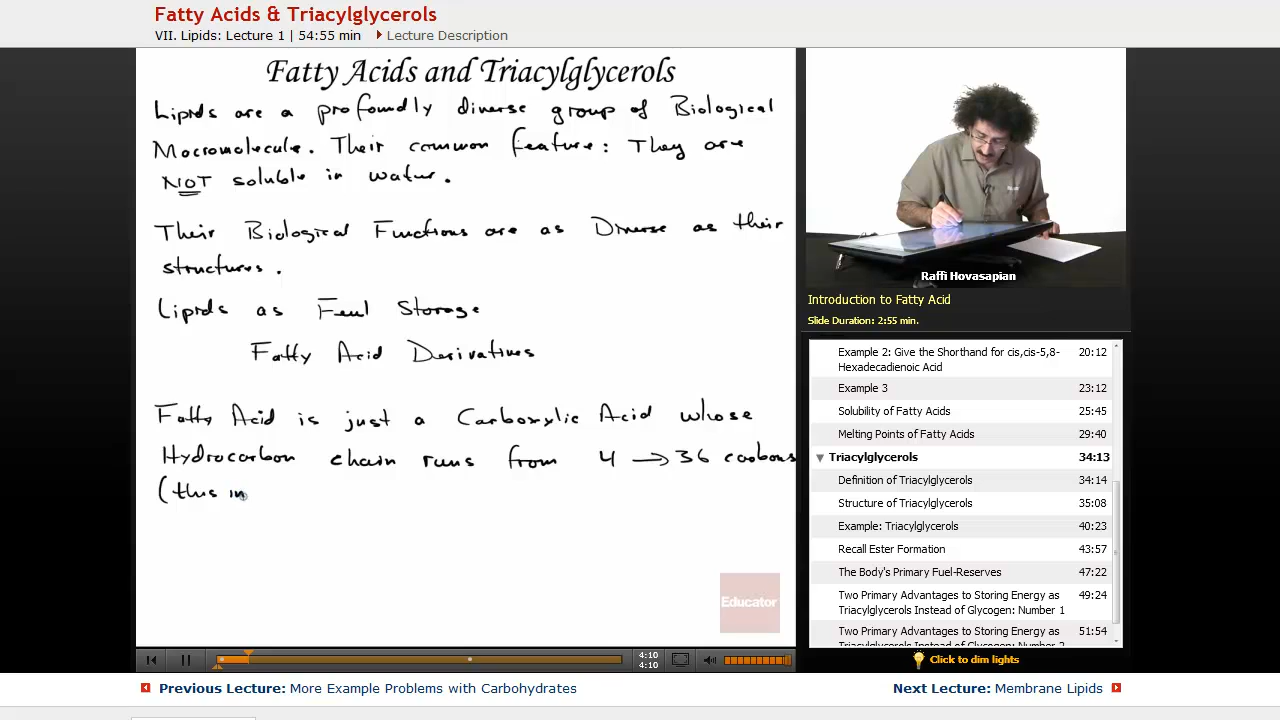 Fatty Acids & Triacylglycerols
VII. Lipids: Lecture 1 | 54:55 min
Lecture Description
Fatty Acids and Triacylglycerols
Lipids are a profoundly diverse group of Biological
Macromolecule. Their common feature: They are
NOT soluble in water.
Their Biological Functions are as Diverse as their
structures.
Lipids as Fuel Storage
Fatty Acid Derivatives
Fatty Acid is just a Carboxylic Acid whose
Hydrocarbon chain runs from 4 → 36 carbons
(this in
Educator
Raffi Hovasapian
Introduction to Fatty Acid
Slide Duration: 2:55 min.
Example 2: Give the Shorthand for cis,cis-5,8- 20:12
Hexadecadienoic Acid
Example 3 23:12
Solubility of Fatty Acids 25:45
Melting Points of Fatty Acids 29:40
Triacylglycerols 34:13
Definition of Triacylglycerols 34:14
Structure of Triacylglycerols 35:08
Example: Triacylglycerols 40:23
Recall Ester Formation 43:57
The Body's Primary Fuel-Reserves 47:22
Two Primary Advantages to Storing Energy as 49:24
Triacylglycerols Instead of Glycogen: Number 1
Two Primary Advantages to Storing Energy as 51:54
Triacylglycerols Instead of Glycogen: Number 2
4:10
4:10
Click to dim lights
Previous Lecture: More Example Problems with Carbohydrates
Next Lecture: Membrane Lipids